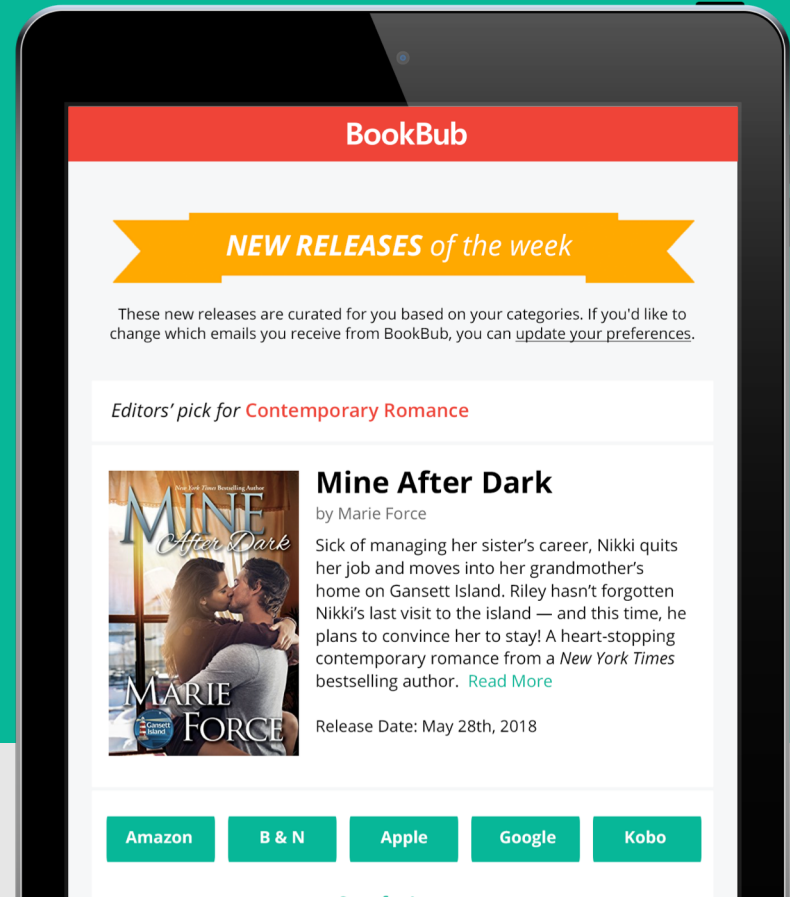 BookBub
NEW RELEASES of the week
These new releases are curated for you based on your categories. If you'd like to
change which emails you receive from BookBub, you can update your preferences.
Editors’ pick for Contemporary Romance
New York Times Bestselling Author
MINE
After Dark
MARIE
FORCE
Gansett
Island
Mine After Dark
by Marie Force
Sick of managing her sister’s career, Nikki quits
her job and moves into her grandmother’s
home on Gansett Island. Riley hasn’t forgotten
Nikki’s last visit to the island — and this time, he
plans to convince her to stay! A heart-stopping
contemporary romance from a New York Times
bestselling author. Read More
Release Date: May 28th, 2018
Amazon
B & N
Apple
Google
Kobo